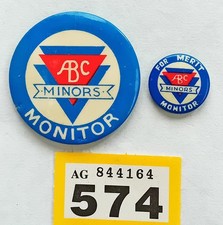 ABC
MINORS
MONITOR
FOR MERIT
ABC
MINORS
MONITOR
AG 844164
574